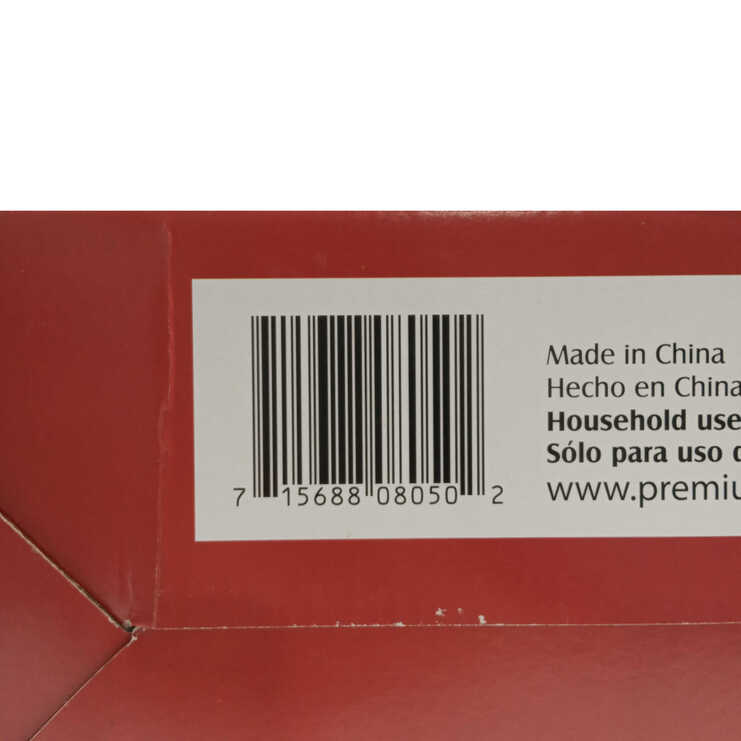 7 15688 08050 2
Made in China
Hecho en China
Household use
Sólo para uso
www.premiu